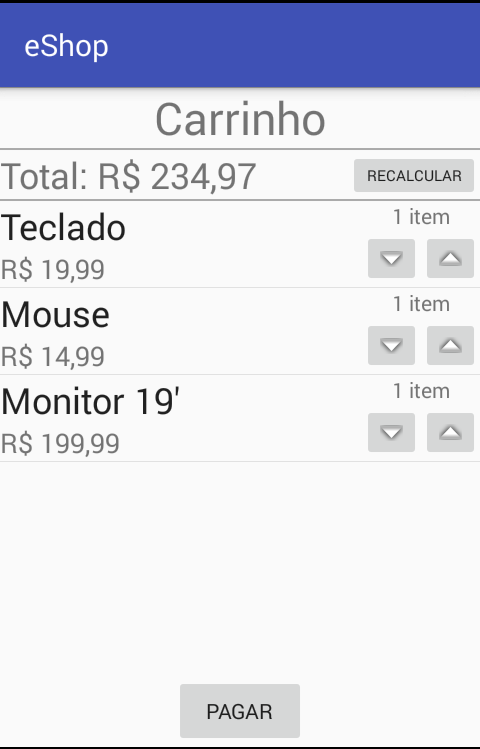 eShop
Carrinho
Total: R$ 234,97 RECALCULAR
1 item
Teclado
R$ 19,99
1 item
Mouse
R$ 14,99
1 item
Monitor 19'
R$ 199,99
PAGAR